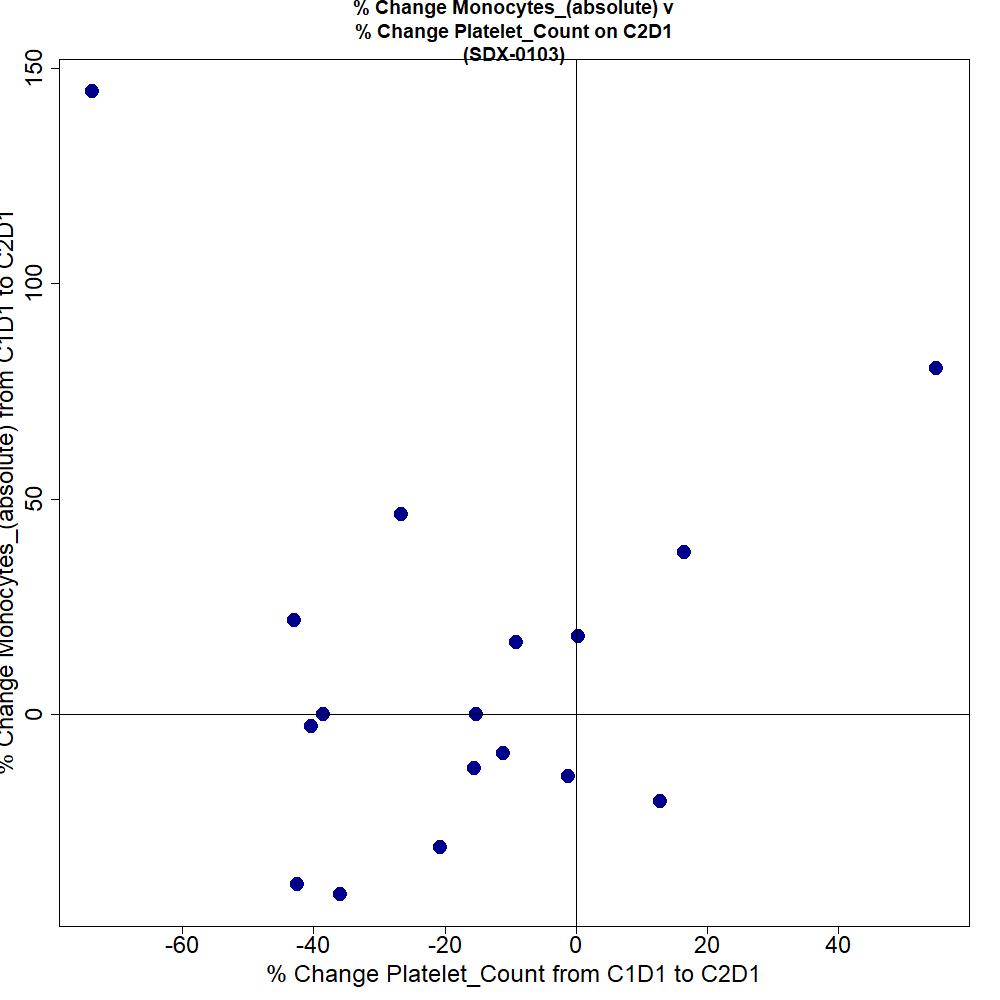 % Change Monocytes_(absolute) v
% Change Platelet_Count on C2D1
(SDX-0103)
% Change Monocytes_(absolute) from C1D1 to C2D1
150
100
50
0
-60
-40
-20
0
20
40
% Change Platelet_Count from C1D1 to C2D1